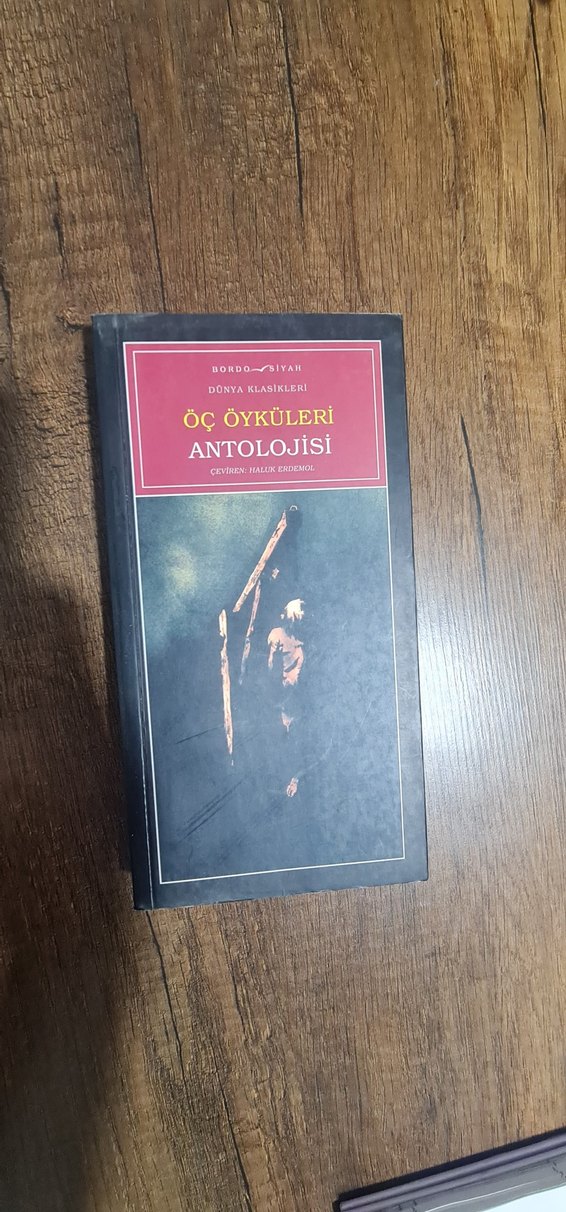 BORDO SİYAH
DÜNYA KLASİKLERİ
ÖÇ ÖYKÜLERİ
ANTOLOJİSİ
ÇEVİREN: HALUK ERDEMOL